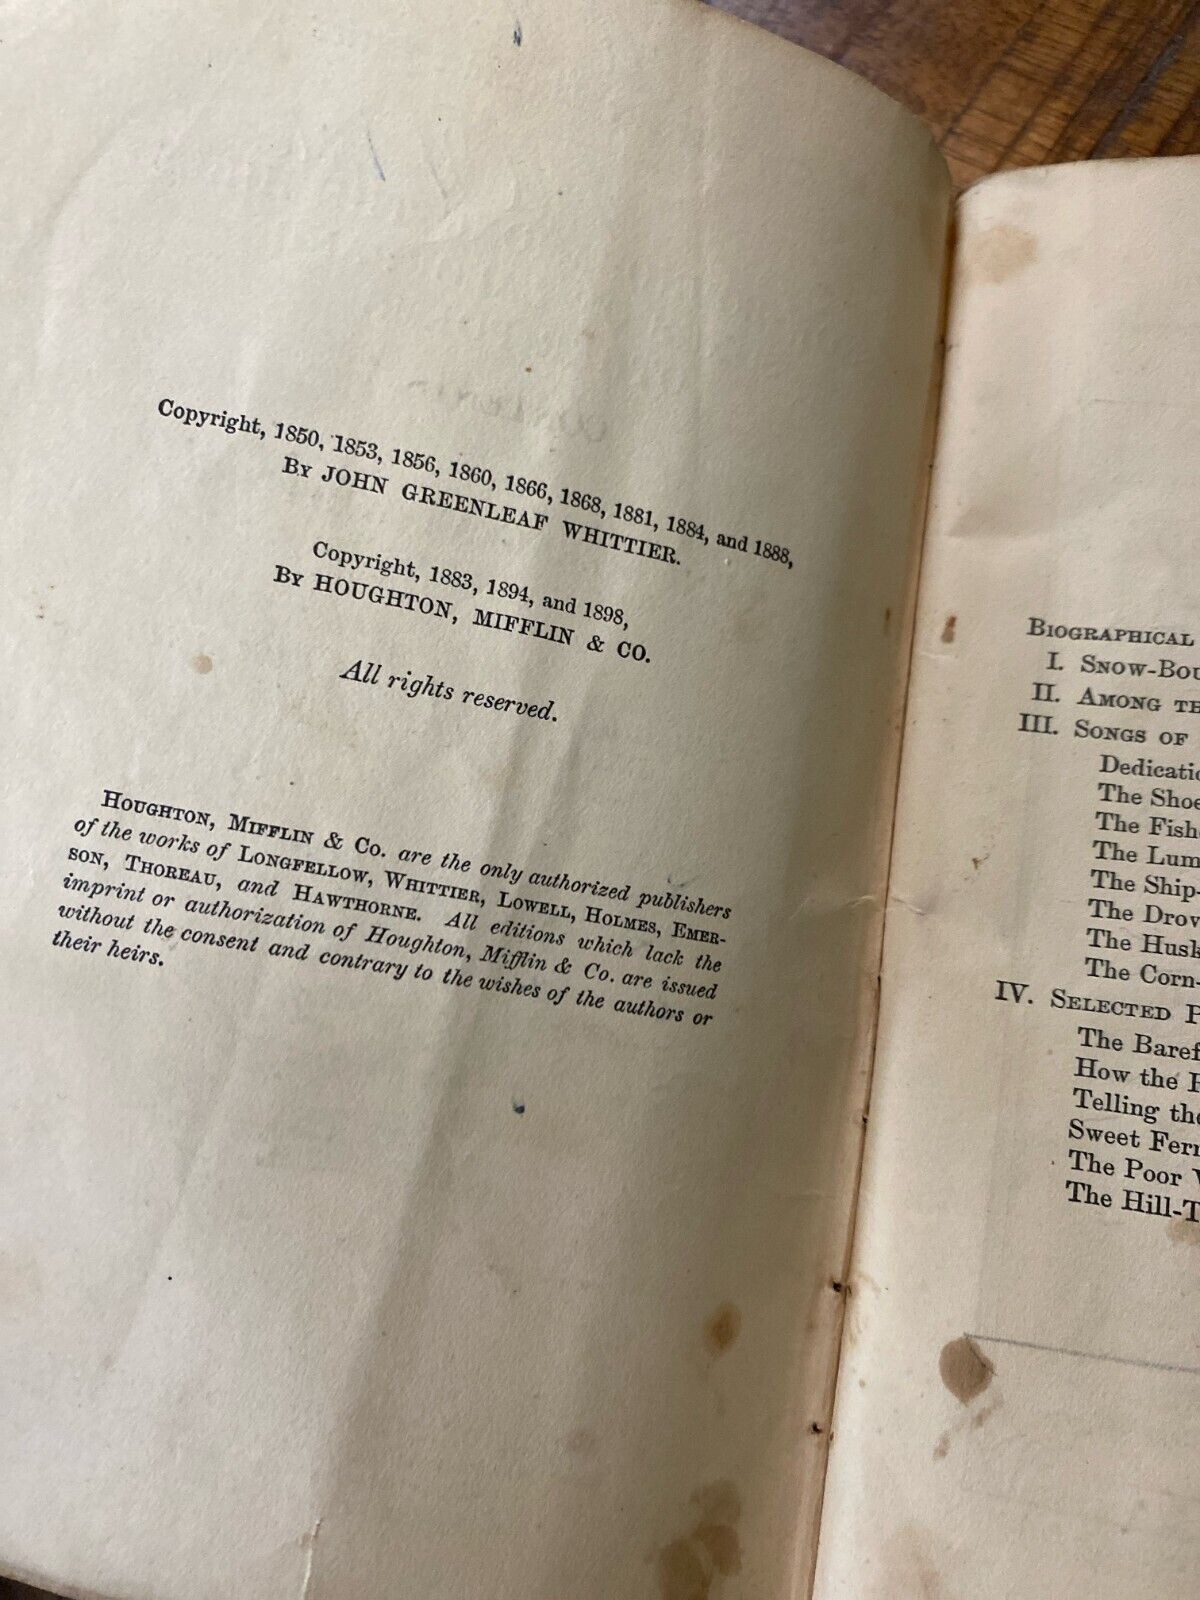 Copyright, 1850, 1853, 1856, 1860, 1866, 1868, 1881, 1884, and 1888,
By JOHN GREENLEAF WHITTIER.
Copyright, 1883, 1894, and 1898,
By HOUGHTON, MIFFLIN & CO.
All rights reserved.
Houghton, Mifflin & Co. are the only authorized publishers
of the works of Longfellow, Whittier, Lowell, Holmes, Emer-
son, Thoreau, and Hawthorne. All editions which lack the
imprint or authorization of Houghton, Mifflin & Co. are issued
without the consent and contrary to the wishes of the authors or
their heirs.
Biographical
I. Snow-Bou
II. Among th
III. Songs of
Dedicatio
The Shoe
The Fishe
The Lum
The Ship-
The Drov
The Husk
The Corn-
IV. Selected P
The Baref
How the R
Telling the
Sweet Fern
The Poor V
The Hill-T